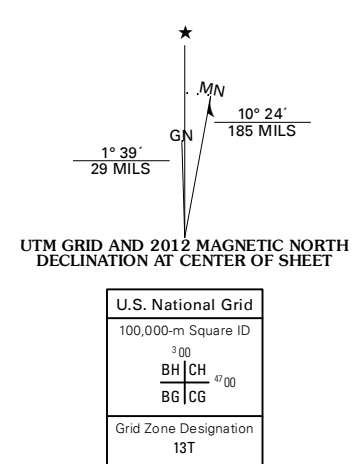 ★
MN
GN
10° 24´
185 MILS
1° 39´
29 MILS
UTM GRID AND 2012 MAGNETIC NORTH
DECLINATION AT CENTER OF SHEET
U.S. National Grid
100,000-m Square ID
³00
BH CH
⁴⁷00
BG CG
Grid Zone Designation
13T